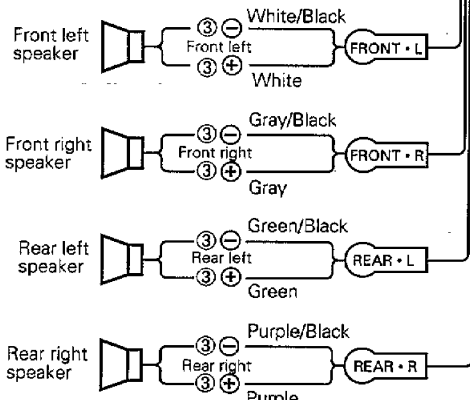 White/Black
Front left speaker
③ ⊖
Front left
③ ⊕
White
FRONT • L
Gray/Black
Front right speaker
③ ⊖
Front right
③ ⊕
Gray
FRONT • R
Green/Black
Rear left speaker
③ ⊖
Rear left
③ ⊕
Green
REAR • L
Purple/Black
Rear right speaker
③ ⊖
Rear right
③ ⊕
Purple
REAR • R